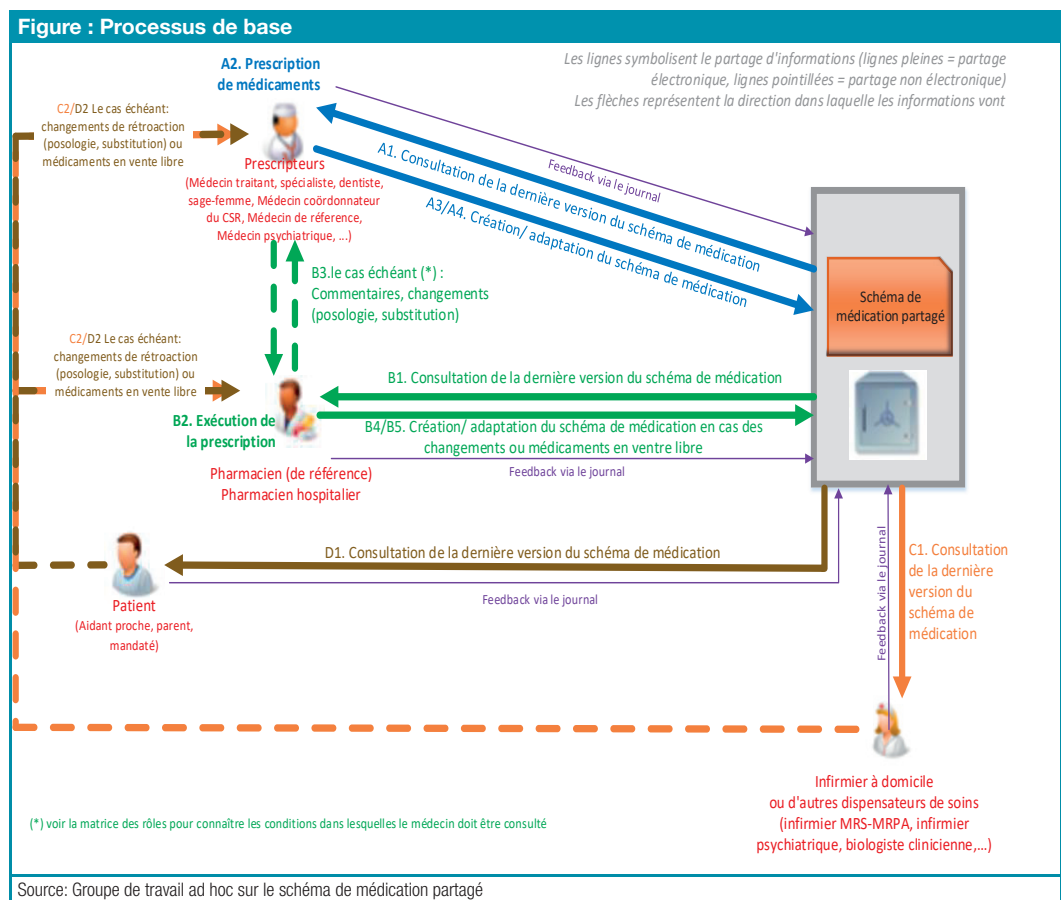 Figure : Processus de base
Les lignes symbolisent le partage d'informations (lignes pleines = partage
électronique, lignes pointillées = partage non électronique)
Les flèches représentent la direction dans laquelle les informations vont
A2. Prescription
de médicaments
C2/D2 Le cas échéant:
changements de rétroaction
(posologie, substitution) ou
médicaments en vente libre
Prescripteurs
(Médecin traitant, spécialiste, dentiste,
sage-femme, Médecin coördonnateur
du CSR, Médecin de réference,
Médecin psychiatrique, ...)
Feedback via le journal
A1. Consultation de la dernière version du schéma de médication
A3/A4. Création/ adaptation du schéma de médication
Schéma de
médication partagé
B3.le cas échéant (*) :
Commentaires, changements
(posologie, substitution)
C2/D2 Le cas échéant:
changements de rétroaction
(posologie, substitution) ou
médicaments en vente libre
B1. Consultation de la dernière version du schéma de médication
B2. Exécution de
la prescription
B4/B5. Création/ adaptation du schéma de médication en cas des
changements ou médicaments en ventre libre
Feedback via le journal
Pharmacien (de référence)
Pharmacien hospitalier
D1. Consultation de la dernière version du schéma de médication
Feedback via le journal
Patient
(Aidant proche, parent,
mandaté)
Feedback via le journal
C1. Consultation
de la dernière
version du
schéma de
médication
Infirmier à domicile
ou d'autres dispensateurs de soins
(infirmier MRS-MRPA, infirmier
psychiatrique, biologiste clinicienne,...)
(*) voir la matrice des rôles pour connaître les conditions dans lesquelles le médecin doit être consulté
Source: Groupe de travail ad hoc sur le schéma de médication partagé